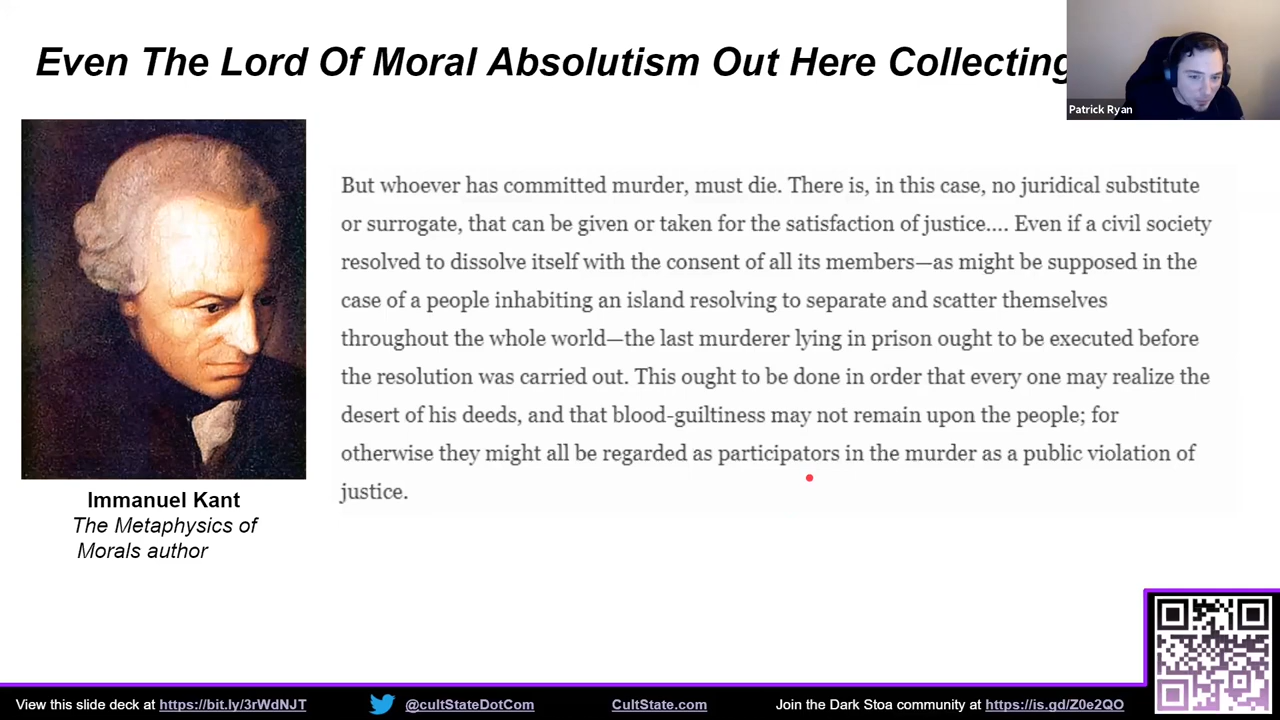 Even The Lord Of Moral Absolutism Out Here Collecting
Patrick Ryan
But whoever has committed murder, must die. There is, in this case, no juridical substitute
or surrogate, that can be given or taken for the satisfaction of justice.... Even if a civil society
resolved to dissolve itself with the consent of all its members—as might be supposed in the
case of a people inhabiting an island resolving to separate and scatter themselves
throughout the whole world—the last murderer lying in prison ought to be executed before
the resolution was carried out. This ought to be done in order that every one may realize the
desert of his deeds, and that blood-guiltiness may not remain upon the people; for
otherwise they might all be regarded as participators in the murder as a public violation of
justice.
Immanuel Kant
The Metaphysics of
Morals author
View this slide deck at https://bit.ly/3rWdNJT
@cultStateDotCom
CultState.com
Join the Dark Stoa community at https://is.gd/Z0e2QO